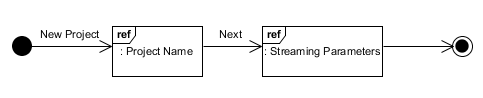 New Project
ref
: Project Name
Next
ref
: Streaming Parameters